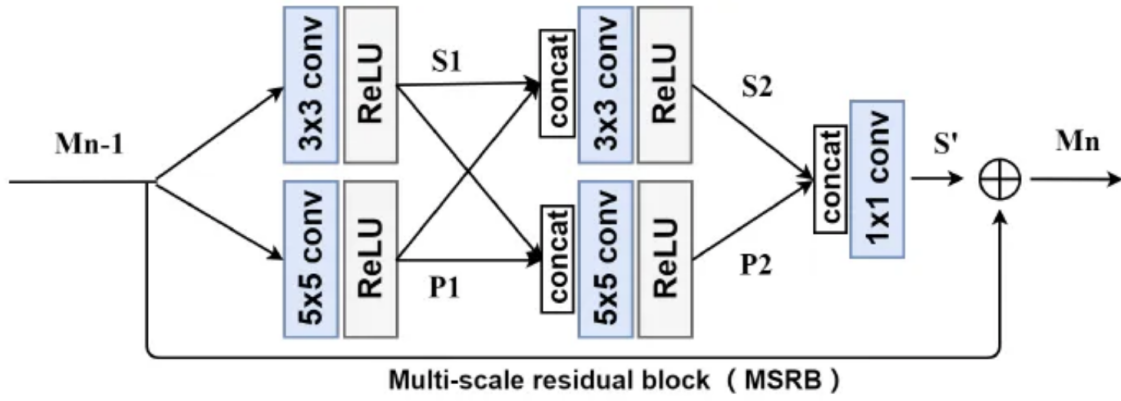 Mn-1
3x3 conv
ReLU
S1
concat
3x3 conv
ReLU
S2
5x5 conv
ReLU
P1
concat
5x5 conv
ReLU
P2
concat
1x1 conv
S'
Mn
Multi-scale residual block （MSRB）